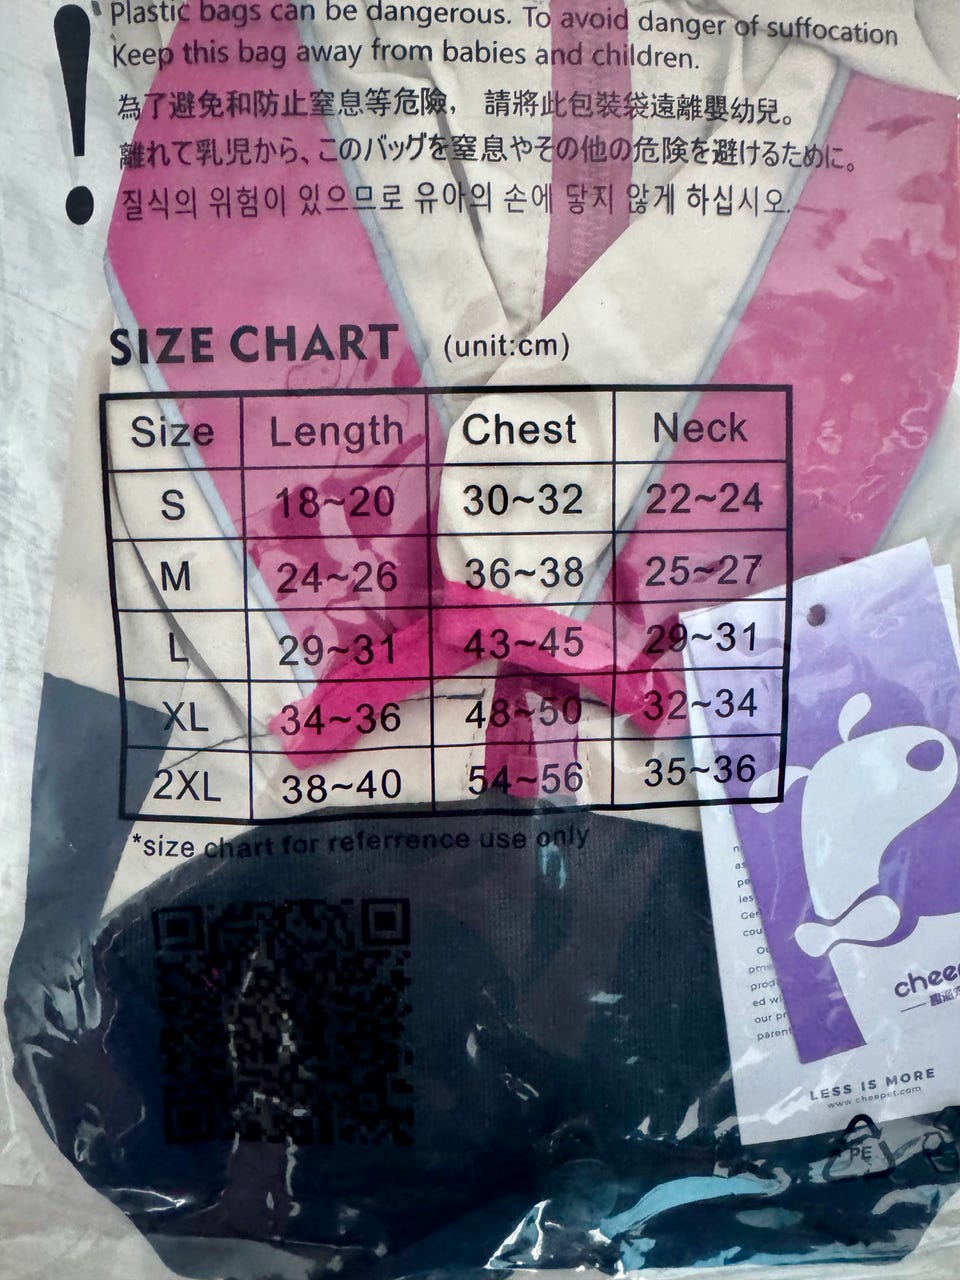 Plastic bags can be dangerous. To avoid danger of suffocation
Keep this bag away from babies and children.
為了避免和防止窒息等危險， 請將此包裝袋遠離嬰幼兒。
離れて乳児から、このバッグを窒息やその他の危険を避けるために。
질식의 위험이 있으므로 유아의 손에 닿지 않게 하십시오.
SIZE CHART (unit:cm)
Size Length Chest Neck
S 18~20 30~32 22~24
M 24~26 36~38 25~27
L 29~31 43~45 29~31
XL 34~36 48~50 32~34
2XL 38~40 54~56 35~36
*size chart for referrence use only
chee
LESS IS MORE
www.cheepet.com
PE